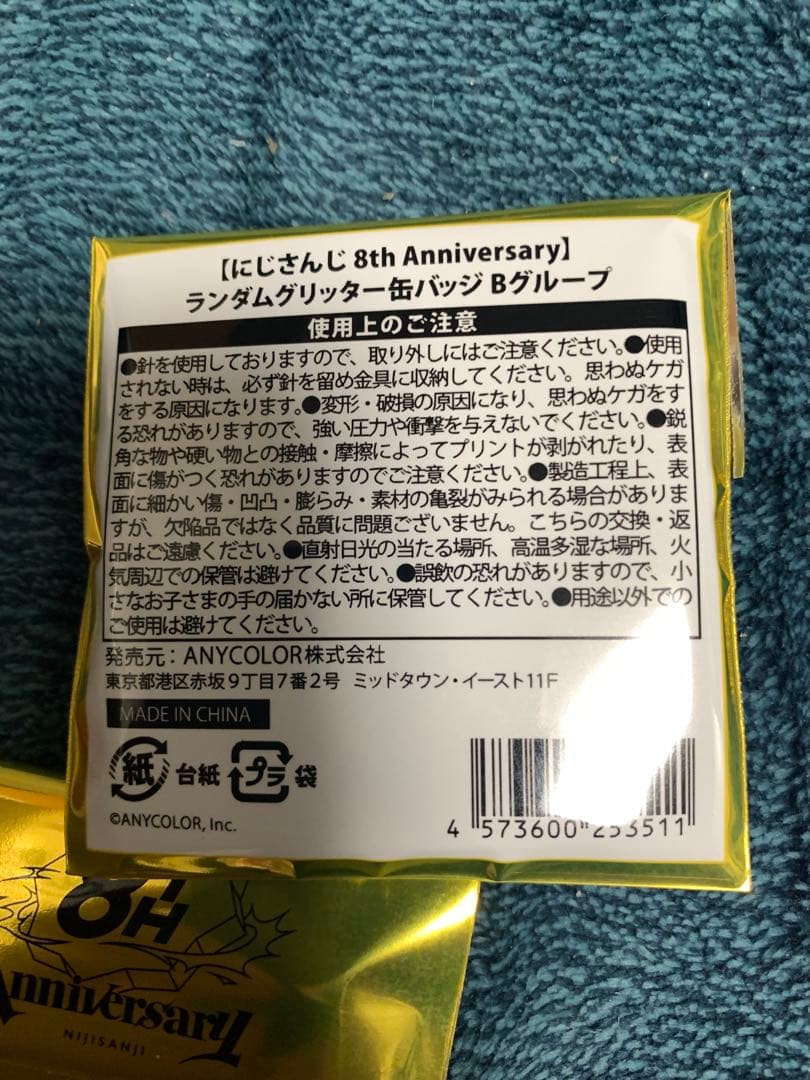 【にじさんじ 8th Anniversary】
ランダムグリッター缶バッジ Bグループ
使用上のご注意
●針を使用しておりますので、取り外しにはご注意ください。●使用
されない時は、必ず針を留め金具に収納してください。思わぬケガ
をする原因になります。●変形・破損の原因になり、思わぬケガをす
る恐れがありますので、強い圧力や衝撃を与えないでください。●鋭
角な物や硬い物との接触・摩擦によってプリントが剥がれたり、表
面に傷がつく恐れがありますのでご注意ください。●製造工程上、表
面に細かい傷・凹凸・膨らみ・素材の亀裂がみられる場合がありま
すが、欠陥品ではなく品質に問題ございません。こちらの交換・返
品はご遠慮ください。●直射日光の当たる場所、高温多湿な場所、火
気周辺での保管は避けてください。●誤飲の恐れがありますので、小
さなお子さまの手の届かない所に保管してください。●用途以外での
ご使用は避けてください。
発売元：ANYCOLOR株式会社
東京都港区赤坂9丁目7番2号 ミッドタウン・イースト11F
MADE IN CHINA
紙 台紙 プラ 袋
©ANYCOLOR, Inc.
4 573600 253511
8TH
Anniversary
NIJISANJI